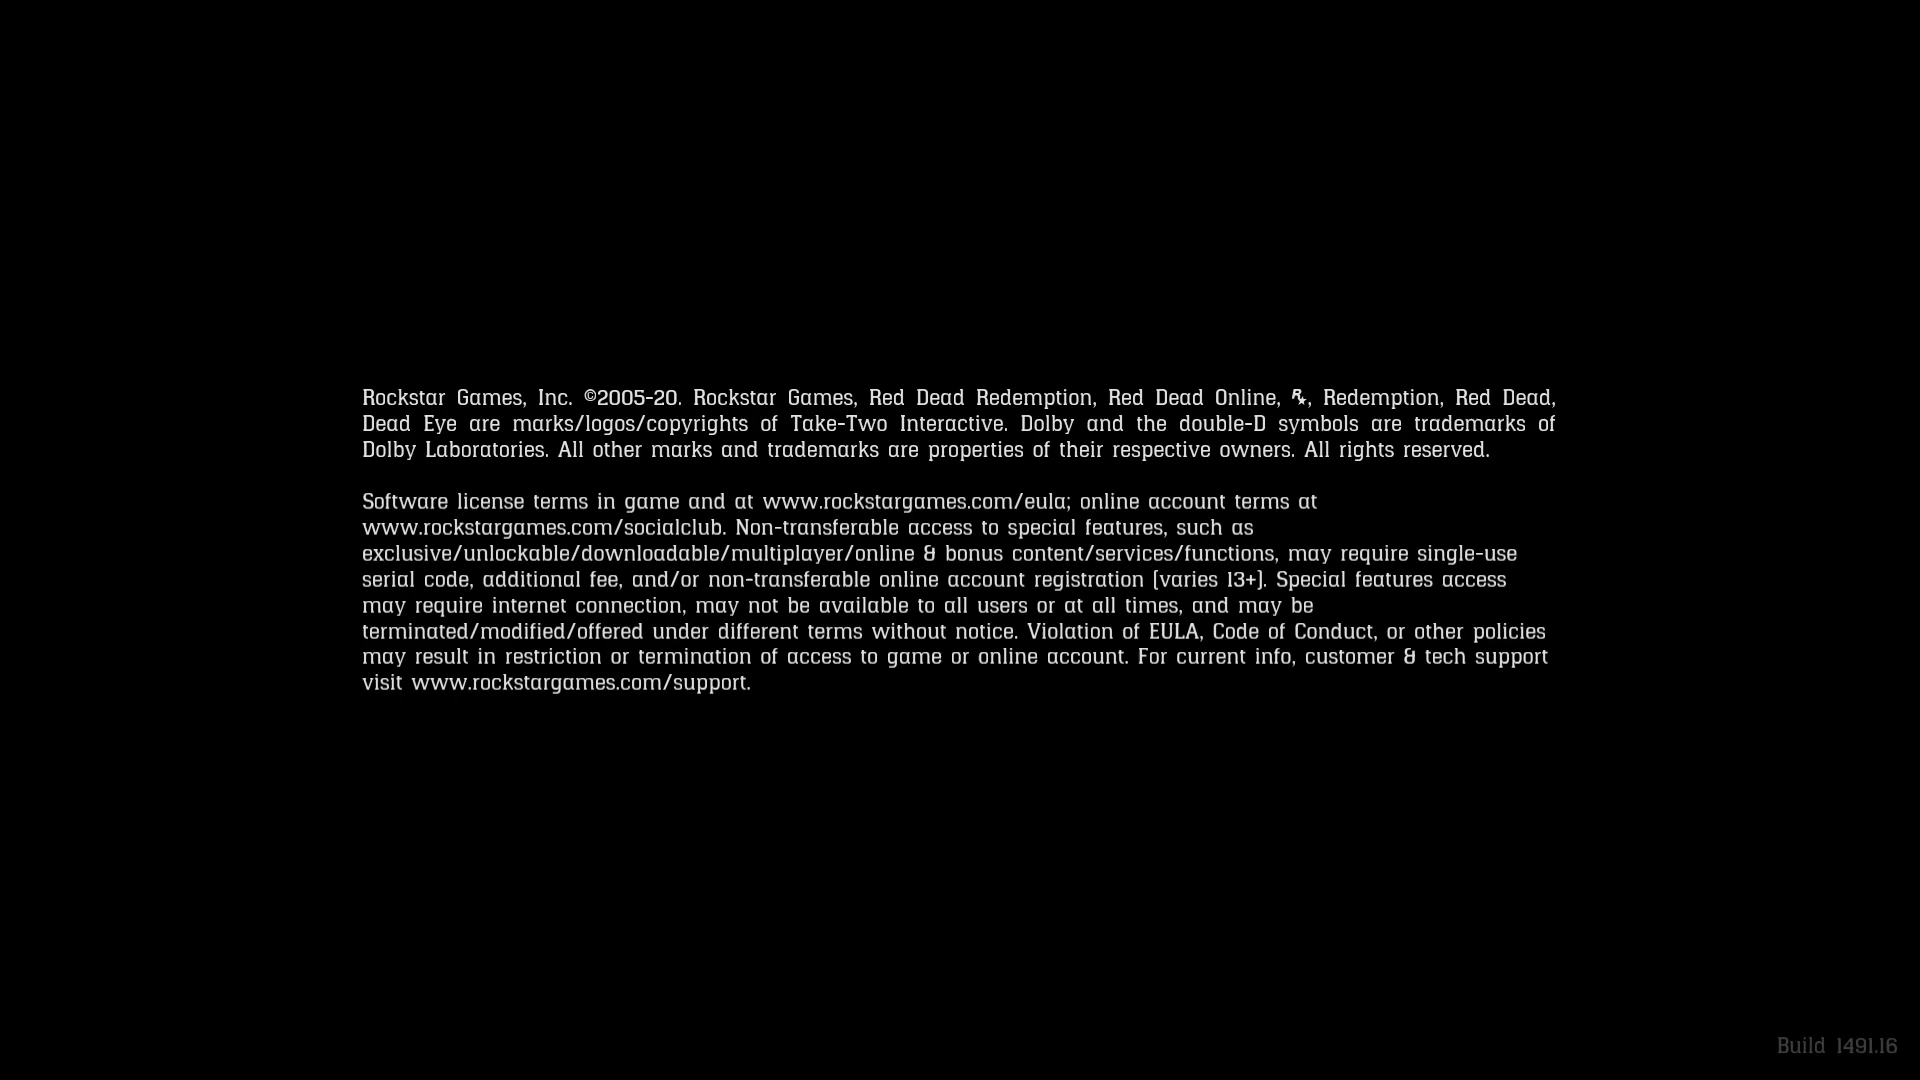 Rockstar Games, Inc. ©2005-20. Rockstar Games, Red Dead Redemption, Red Dead Online, R★, Redemption, Red Dead,
Dead Eye are marks/logos/copyrights of Take-Two Interactive. Dolby and the double-D symbols are trademarks of
Dolby Laboratories. All other marks and trademarks are properties of their respective owners. All rights reserved.
Software license terms in game and at www.rockstargames.com/eula; online account terms at
www.rockstargames.com/socialclub. Non-transferable access to special features, such as
exclusive/unlockable/downloadable/multiplayer/online & bonus content/services/functions, may require single-use
serial code, additional fee, and/or non-transferable online account registration (varies 13+). Special features access
may require internet connection, may not be available to all users or at all times, and may be
terminated/modified/offered under different terms without notice. Violation of EULA, Code of Conduct, or other policies
may result in restriction or termination of access to game or online account. For current info, customer & tech support
visit www.rockstargames.com/support.
Build 1491.16